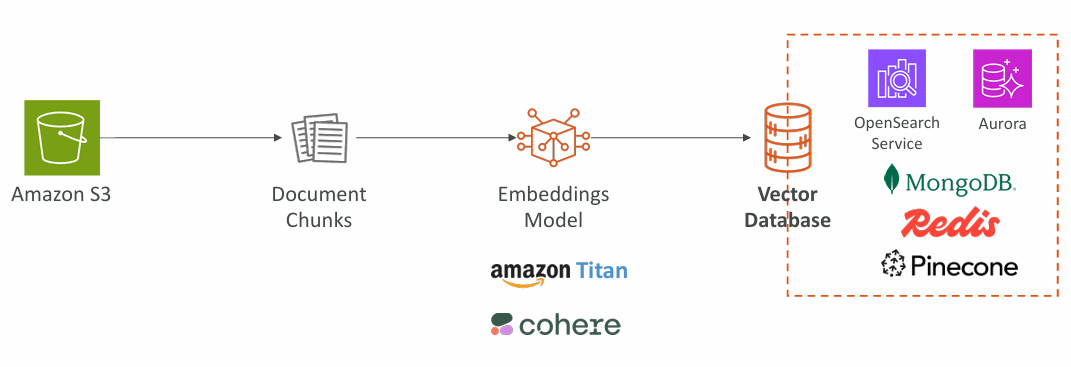 Amazon S3
Document
Chunks
Embeddings
Model
amazon Titan
cohere
Vector
Database
OpenSearch
Service
Aurora
MongoDB®
Redis
Pinecone